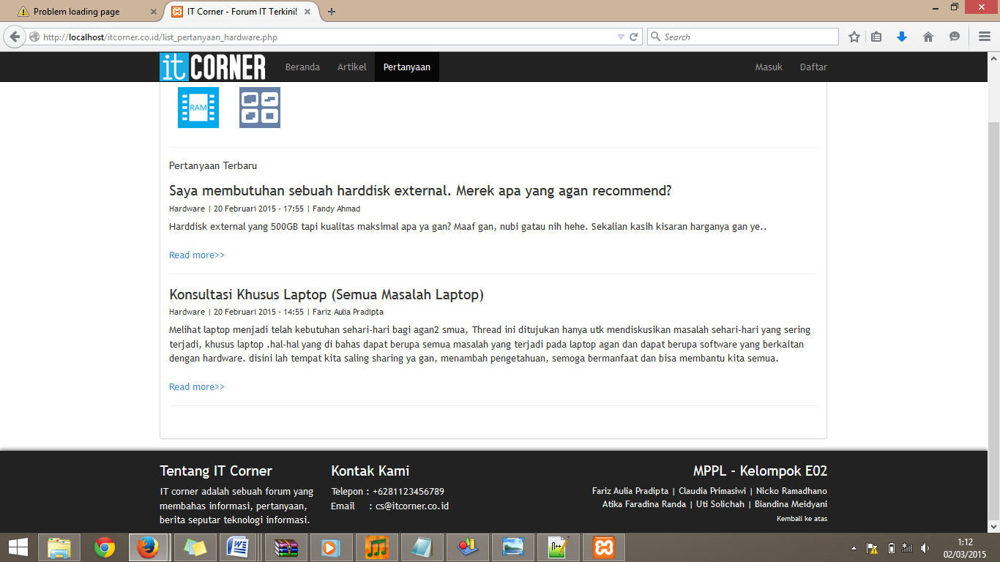 Problem loading page
IT Corner - Forum IT Terkini!
http://localhost/itcorner.co.id/list_pertanyaan_hardware.php
Search
it CORNER
Beranda
Artikel
Pertanyaan
Masuk
Daftar
RAM
Pertanyaan Terbaru
Saya membutuhan sebuah harddisk external. Merek apa yang agan recommend?
Hardware | 20 Februari 2015 - 17:55 | Fandy Ahmad
Harddisk external yang 500GB tapi kualitas maksimal apa ya gan? Maaf gan, nubi gatau nih hehe. Sekalian kasih kisaran harganya gan ye..
Read more>>
Konsultasi Khusus Laptop (Semua Masalah Laptop)
Hardware | 20 Februari 2015 - 14:55 | Fariz Aulia Pradipta
Melihat laptop menjadi telah kebutuhan sehari-hari bagi agan2 smua, Thread ini ditujukan hanya utk mendiskusikan masalah sehari-hari yang sering
terjadi, khusus laptop .hal-hal yang di bahas dapat berupa semua masalah yang terjadi pada laptop agan dan dapat berupa software yang berkaitan
dengan hardware. disini lah tempat kita saling sharing ya gan, menambah pengetahuan, semoga bermanfaat dan bisa membantu kita semua.
Read more>>
Tentang IT Corner
IT corner adalah sebuah forum yang
membahas informasi, pertanyaan,
berita seputar teknologi informasi.
Kontak Kami
Telepon : +6281123456789
Email : cs@itcorner.co.id
MPPL - Kelompok E02
Fariz Aulia Pradipta | Claudia Primasiwi | Nicko Ramadhano
Atika Faradina Randa | Uti Solichah | Biandina Meidyani
Kembali ke atas
1:12
02/03/2015